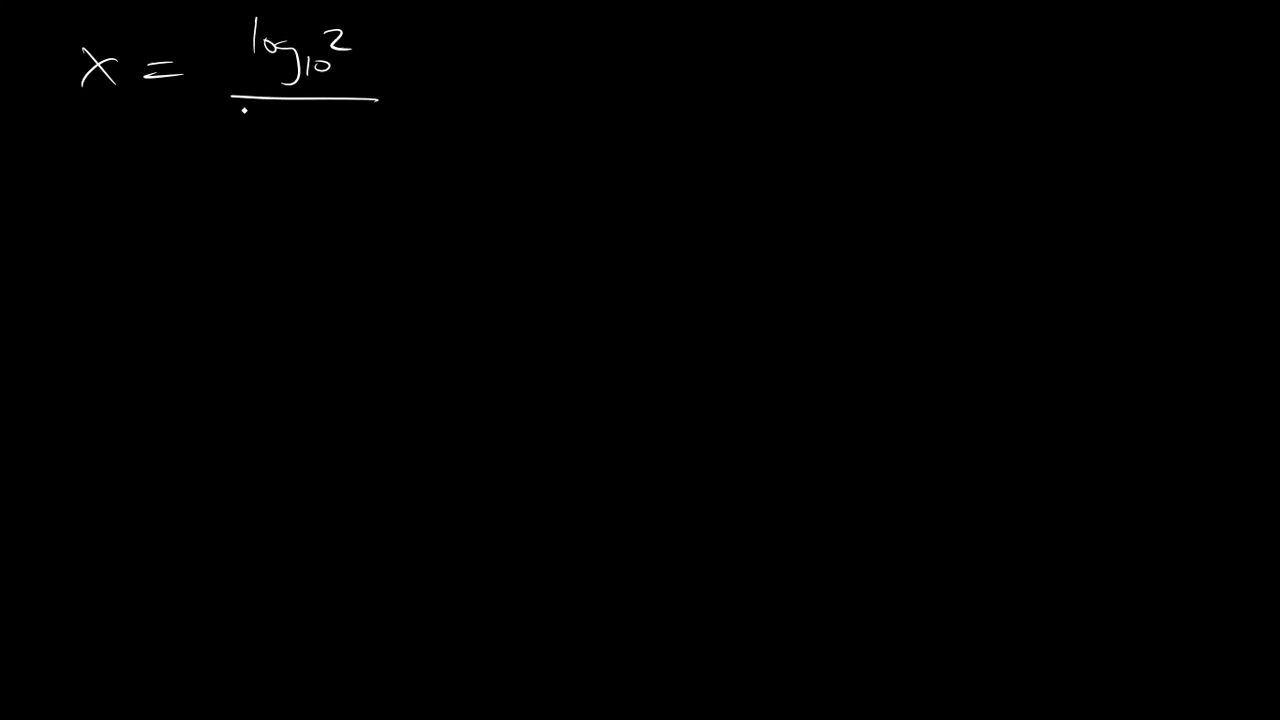 x = log₁₀2